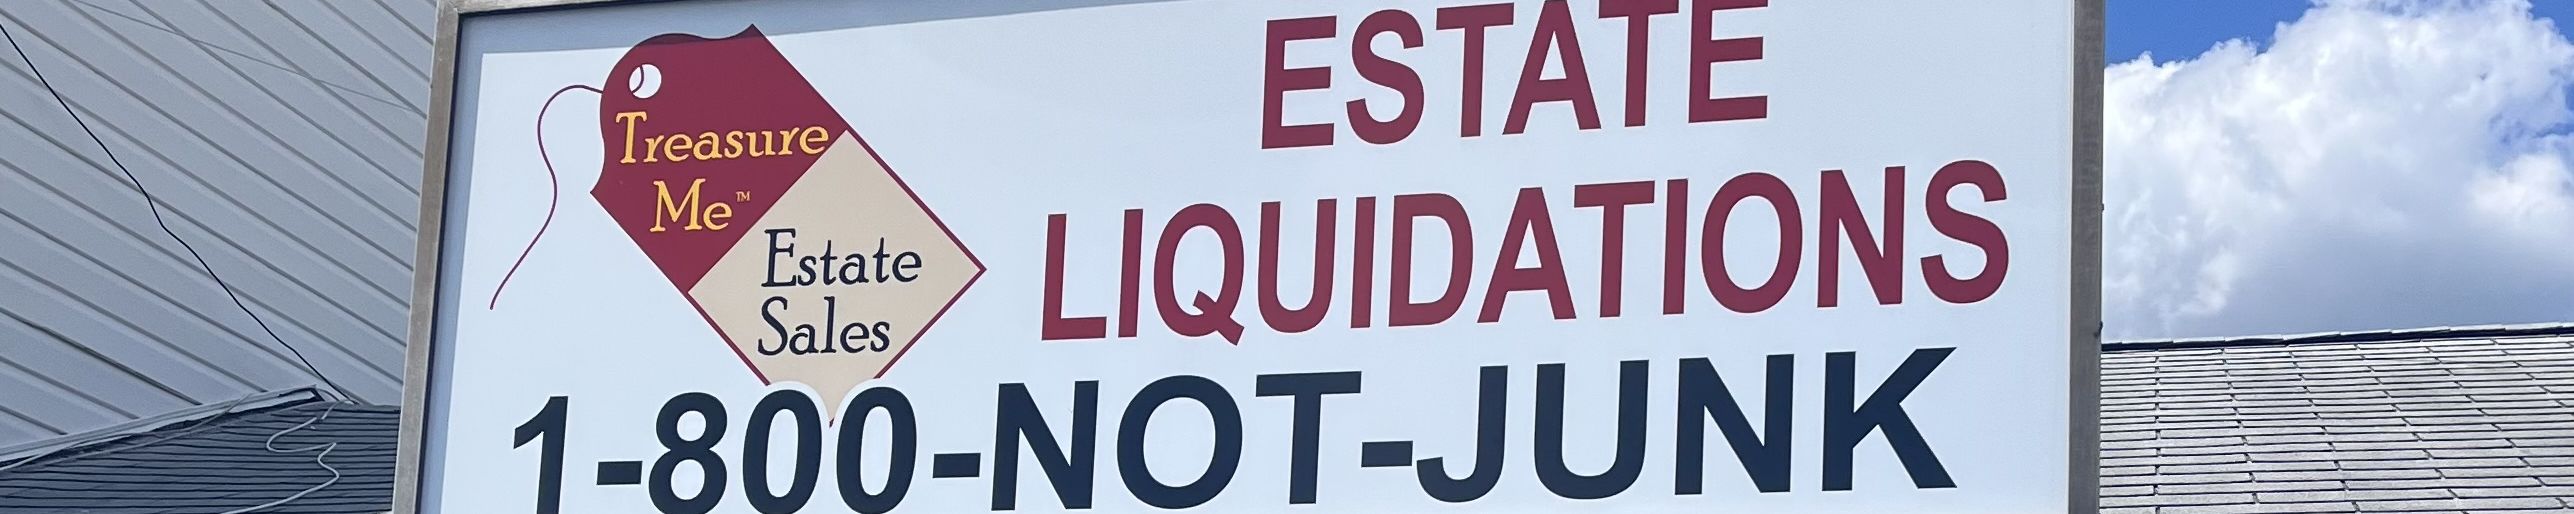 Treasure
Me™
Estate
Sales
ESTATE
LIQUIDATIONS
1-800-NOT-JUNK